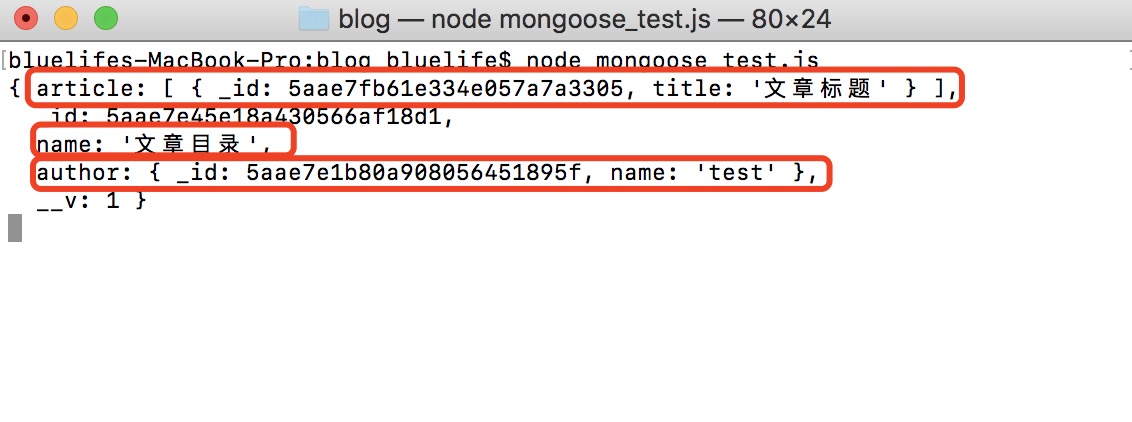 blog — node mongoose_test.js — 80×24
bluelifes-MacBook-Pro:blog bluelife$ node mongoose_test.js
{ article: [ { _id: 5aae7fb61e334e057a7a3305, title: '文章标题' } ],
_id: 5aae7e45e18a430566af18d1,
name: '文章目录',
author: { _id: 5aae7e1b80a908056451895f, name: 'test' },
__v: 1 }